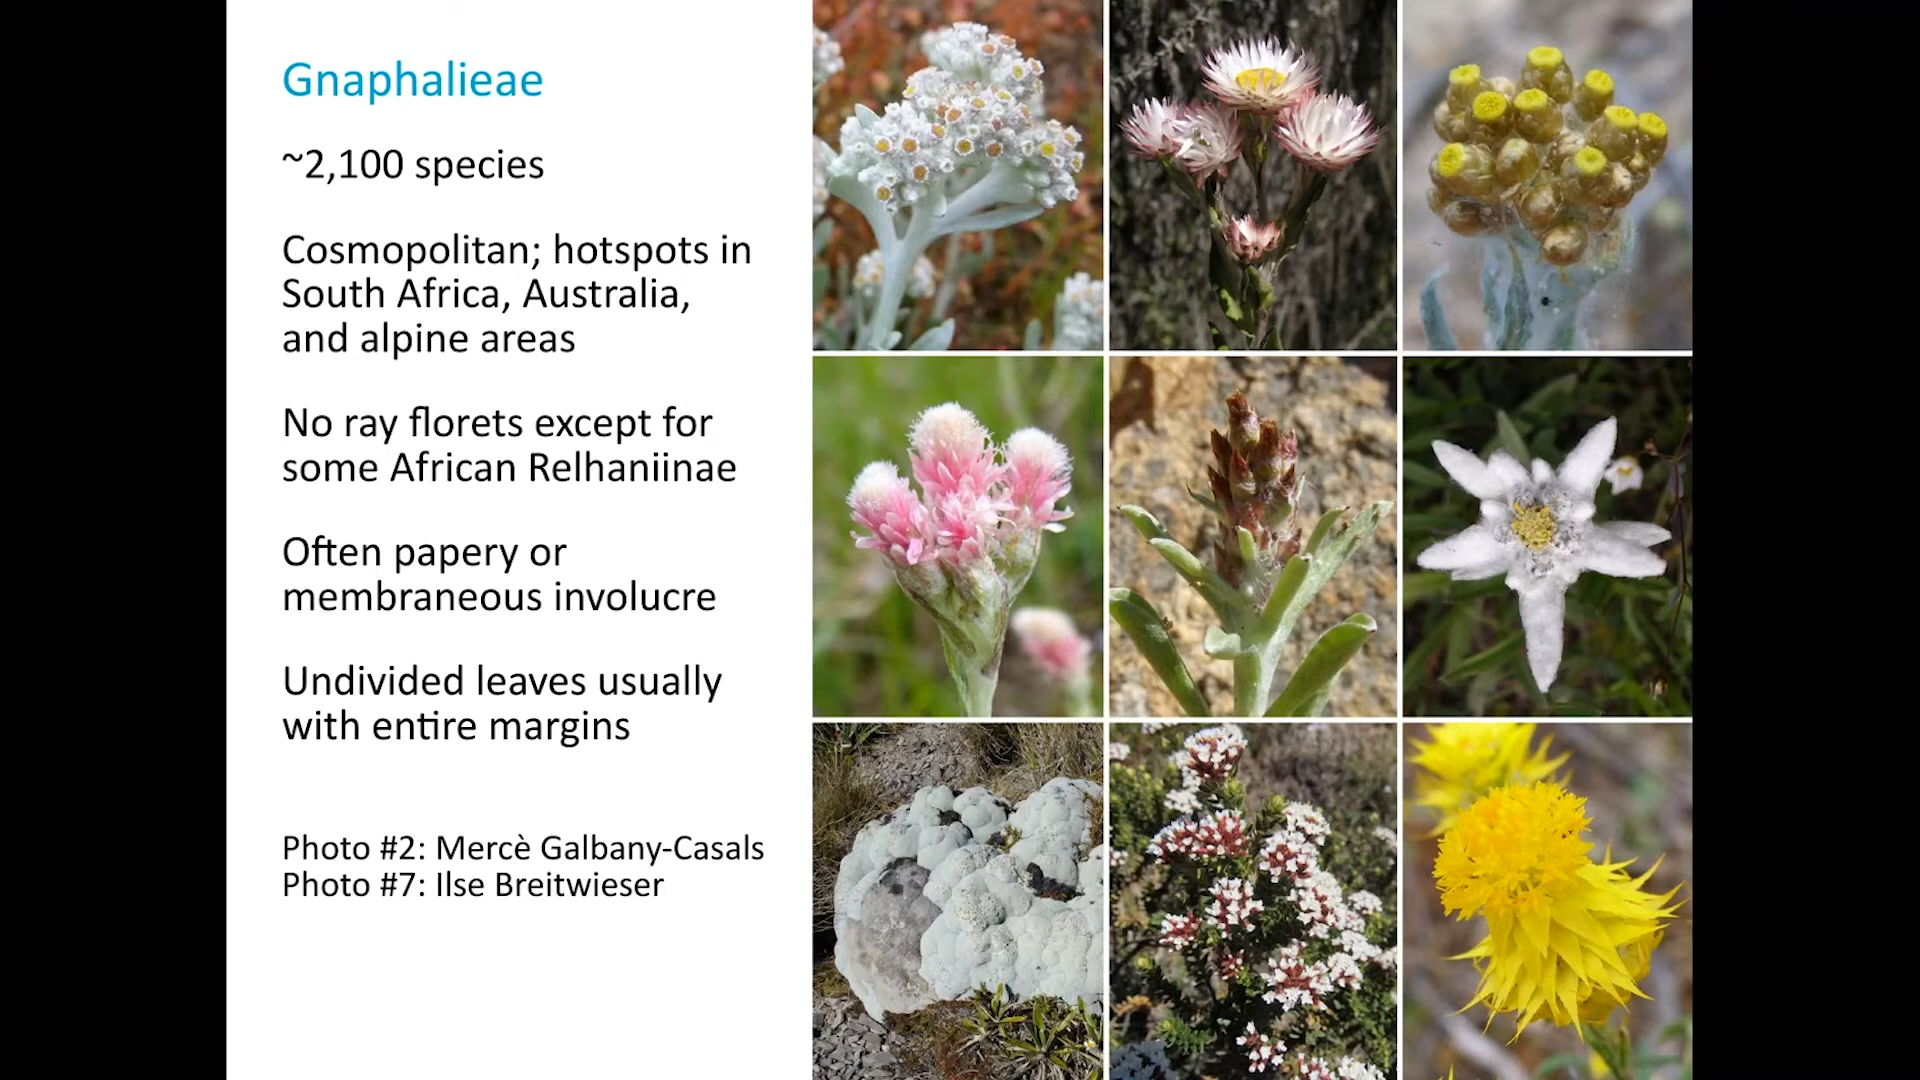 Gnaphalieae
~2,100 species
Cosmopolitan; hotspots in
South Africa, Australia,
and alpine areas
No ray florets except for
some African Relhaniinae
Often papery or
membraneous involucre
Undivided leaves usually
with entire margins
Photo #2: Mercè Galbany-Casals
Photo #7: Ilse Breitwieser